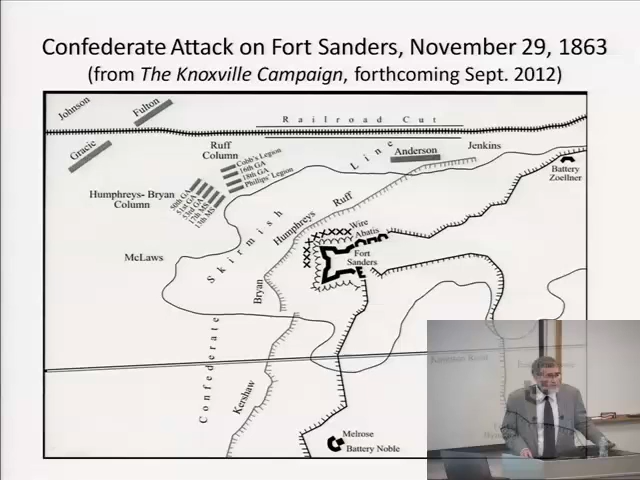 Confederate Attack on Fort Sanders, November 29, 1863
(from The Knoxville Campaign, forthcoming Sept. 2012)
Johnson
Fulton
Railroad Cut
Gracie
Ruff
Column
Cobb's Legion
16th GA
18th GA
Phillips' Legion
Line
Anderson
Jenkins
Battery
Zoellner
Humphreys-Bryan
Column
50th GA
51st GA
53rd GA
17th MS
13th MS
Ruff
Humphreys
Skirmish
Wire
Abatis
Fort
Sanders
McLaws
Bryan
Confederate
Kershaw
Melrose
Battery Noble